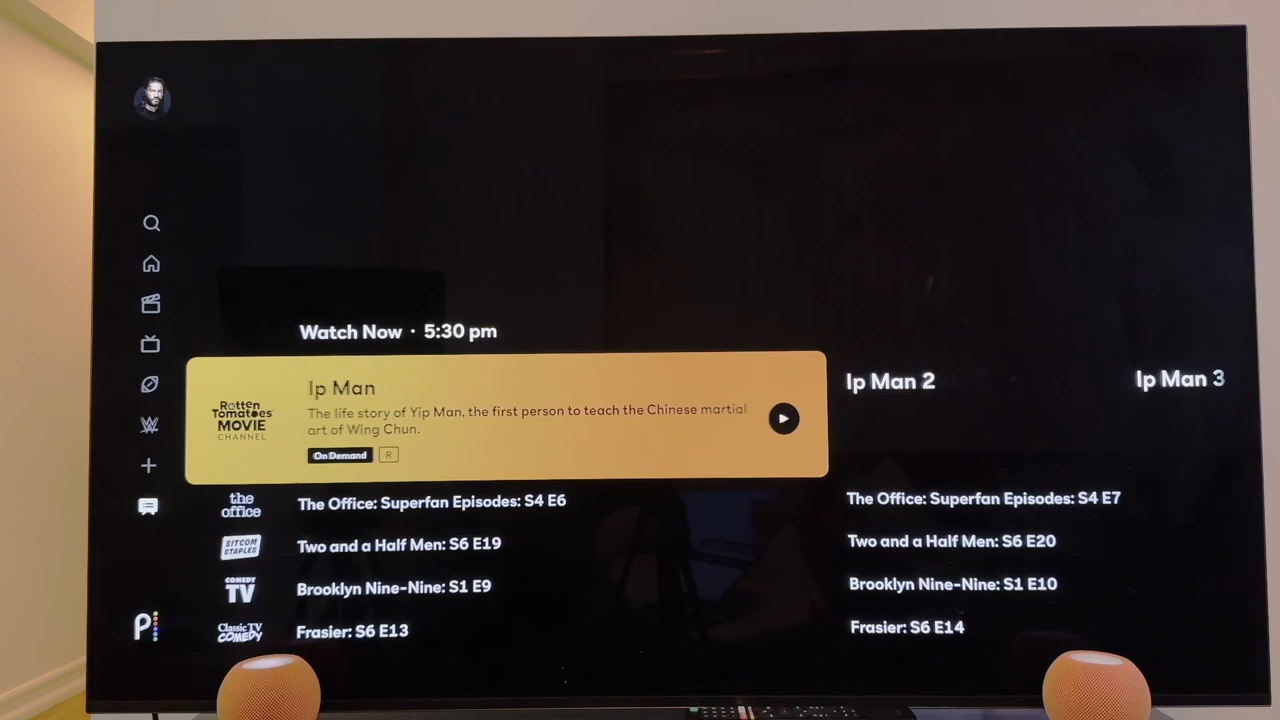 Watch Now · 5:30 pm
Rotten
Tomatoes
MOVIE
CHANNEL
Ip Man
The life story of Yip Man, the first person to teach the Chinese martial
art of Wing Chun.
On Demand R
Ip Man 2
Ip Man 3
the
office
The Office: Superfan Episodes: S4 E6
The Office: Superfan Episodes: S4 E7
SITCOM
STAPLES
Two and a Half Men: S6 E19
Two and a Half Men: S6 E20
COMEDY
TV
Brooklyn Nine-Nine: S1 E9
Brooklyn Nine-Nine: S1 E10
Classic TV
COMEDY
Frasier: S6 E13
Frasier: S6 E14
W
P